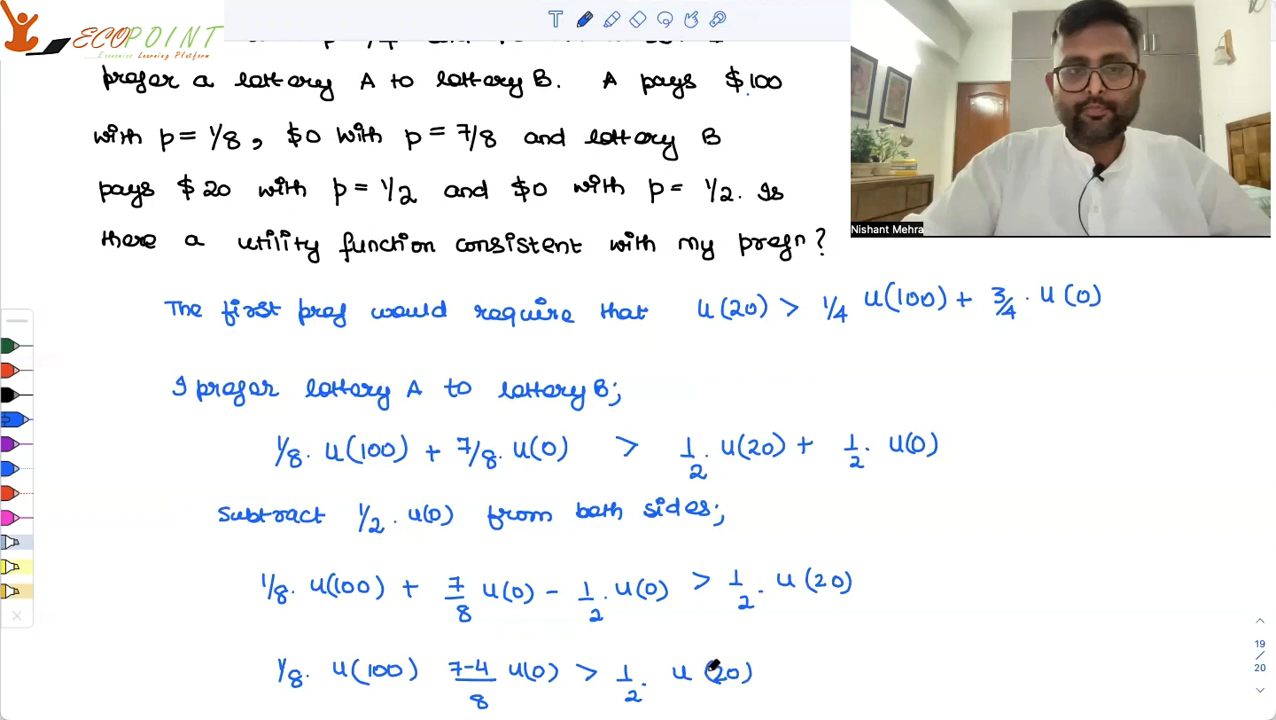 ECOPOINT
Economics Learning Platform
prefer a lottery A to lottery B. A pays $100
with p = 1/8, $0 with p = 7/8 and lottery B
pays $20 with p = 1/2 and $0 with p = 1/2. Is
there a utility function consistent with my prefn?
Nishant Mehra
The first pref would require that u(20) > 1/4 u(100) + 3/4 · u(0)
I prefer lottery A to lottery B;
1/8 · u(100) + 7/8 · u(0) > 1/2 · u(20) + 1/2 · u(0)
Subtract 1/2 · u(0) from both sides;
1/8 · u(100) + 7/8 u(0) - 1/2 · u(0) > 1/2 · u(20)
1/8 · u(100) 7-4/8 u(0) > 1/2 · u(20)
19
20